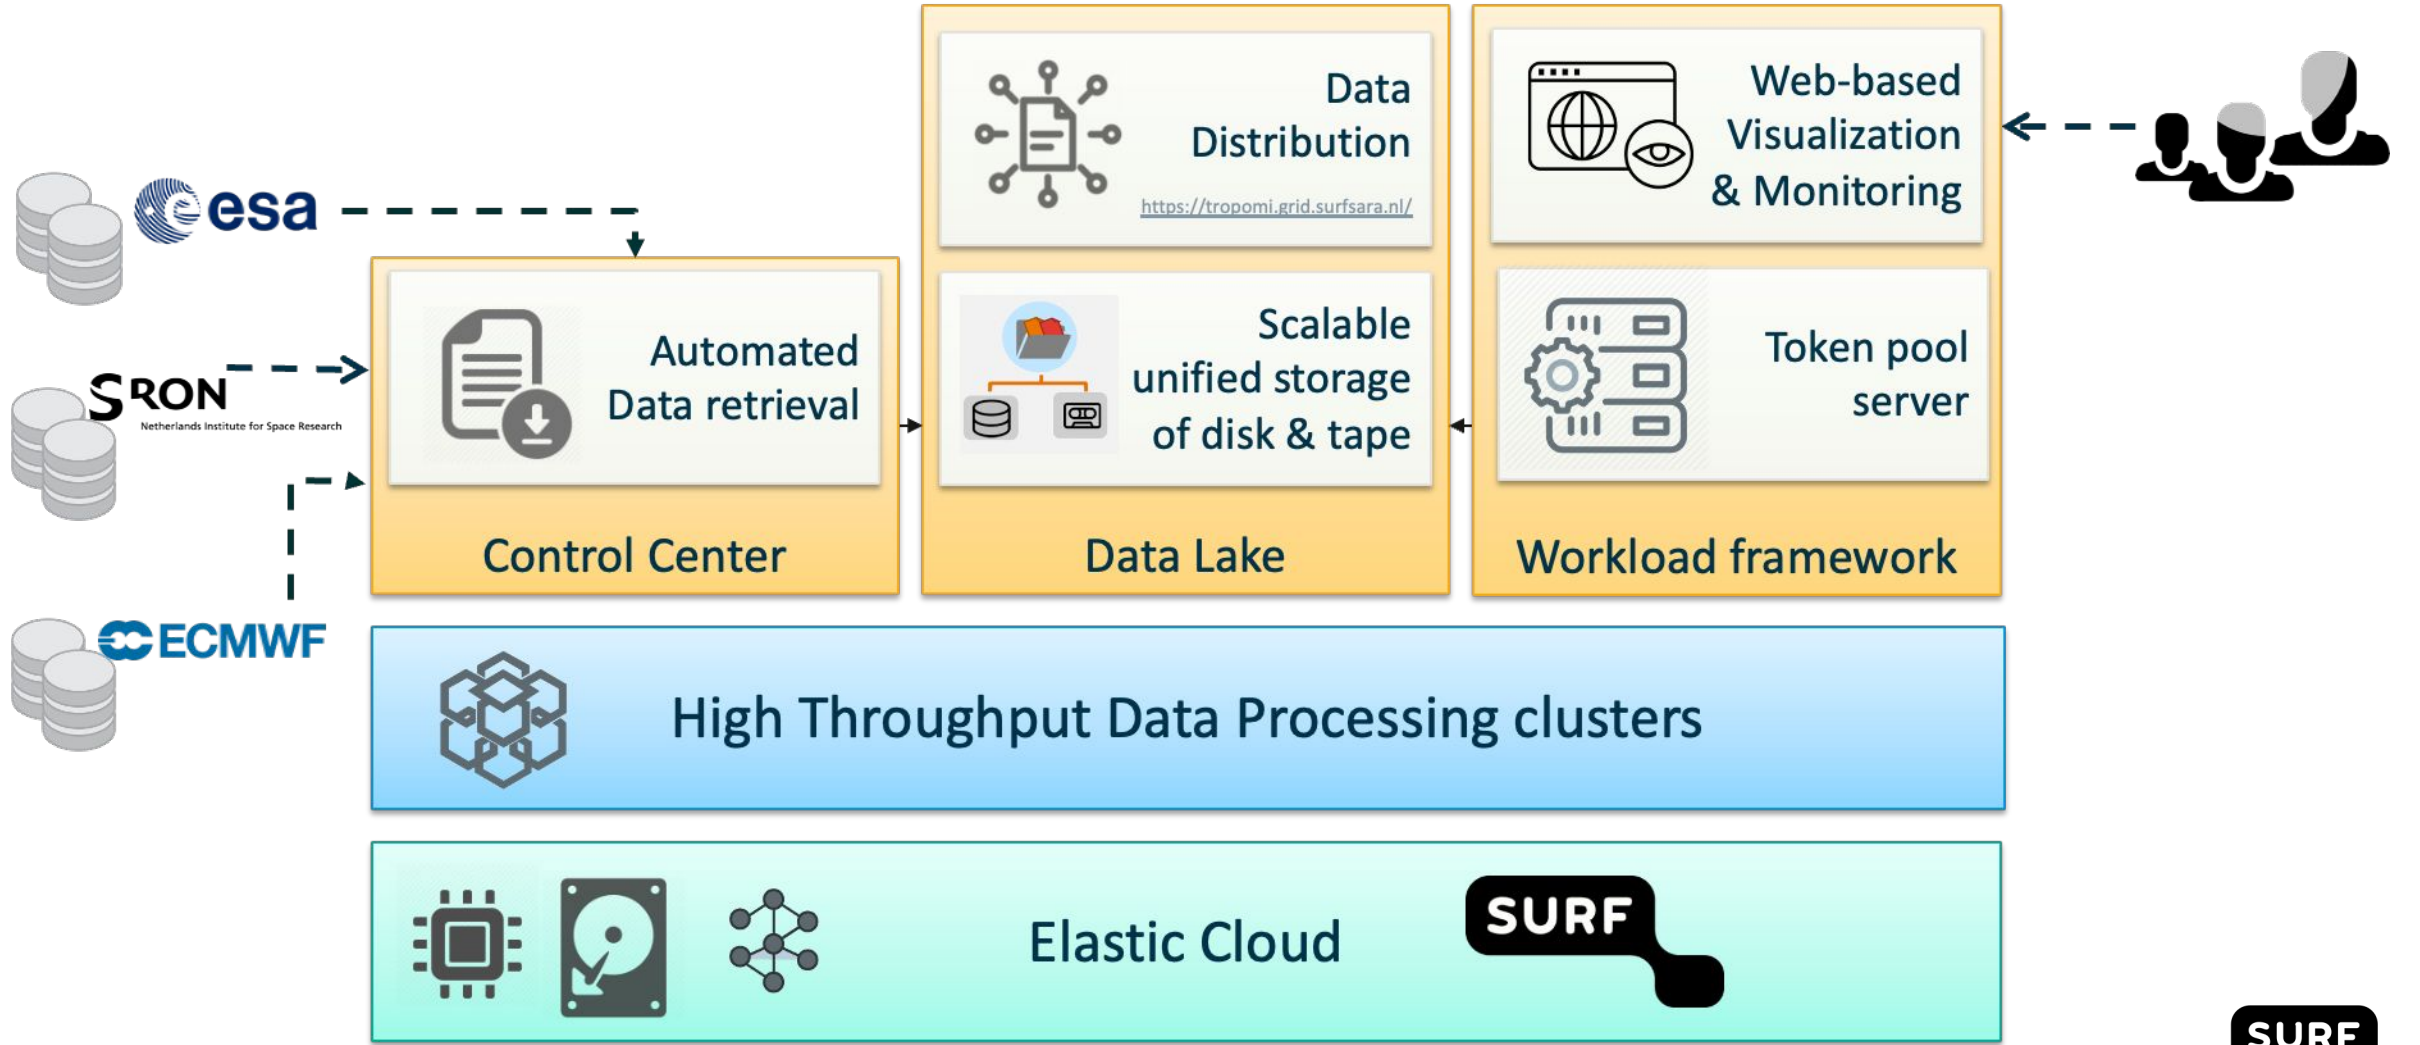 Data
Distribution
https://tropomi.grid.surfsara.nl/
Web-based
Visualization
& Monitoring
esa
Automated
Data retrieval
Scalable
unified storage
of disk & tape
Token pool
server
SRON
Netherlands Institute for Space Research
Control Center
Data Lake
Workload framework
ECMWF
High Throughput Data Processing clusters
Elastic Cloud
SURF
SURF